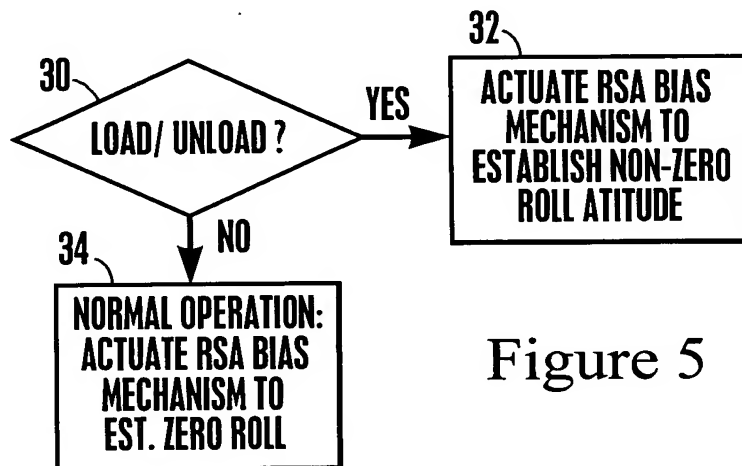 30
LOAD/ UNLOAD ?
YES
32
ACTUATE RSA BIAS
MECHANISM TO
ESTABLISH NON-ZERO
ROLL ATITUDE
NO
34
NORMAL OPERATION:
ACTUATE RSA BIAS
MECHANISM TO
EST. ZERO ROLL
Figure 5